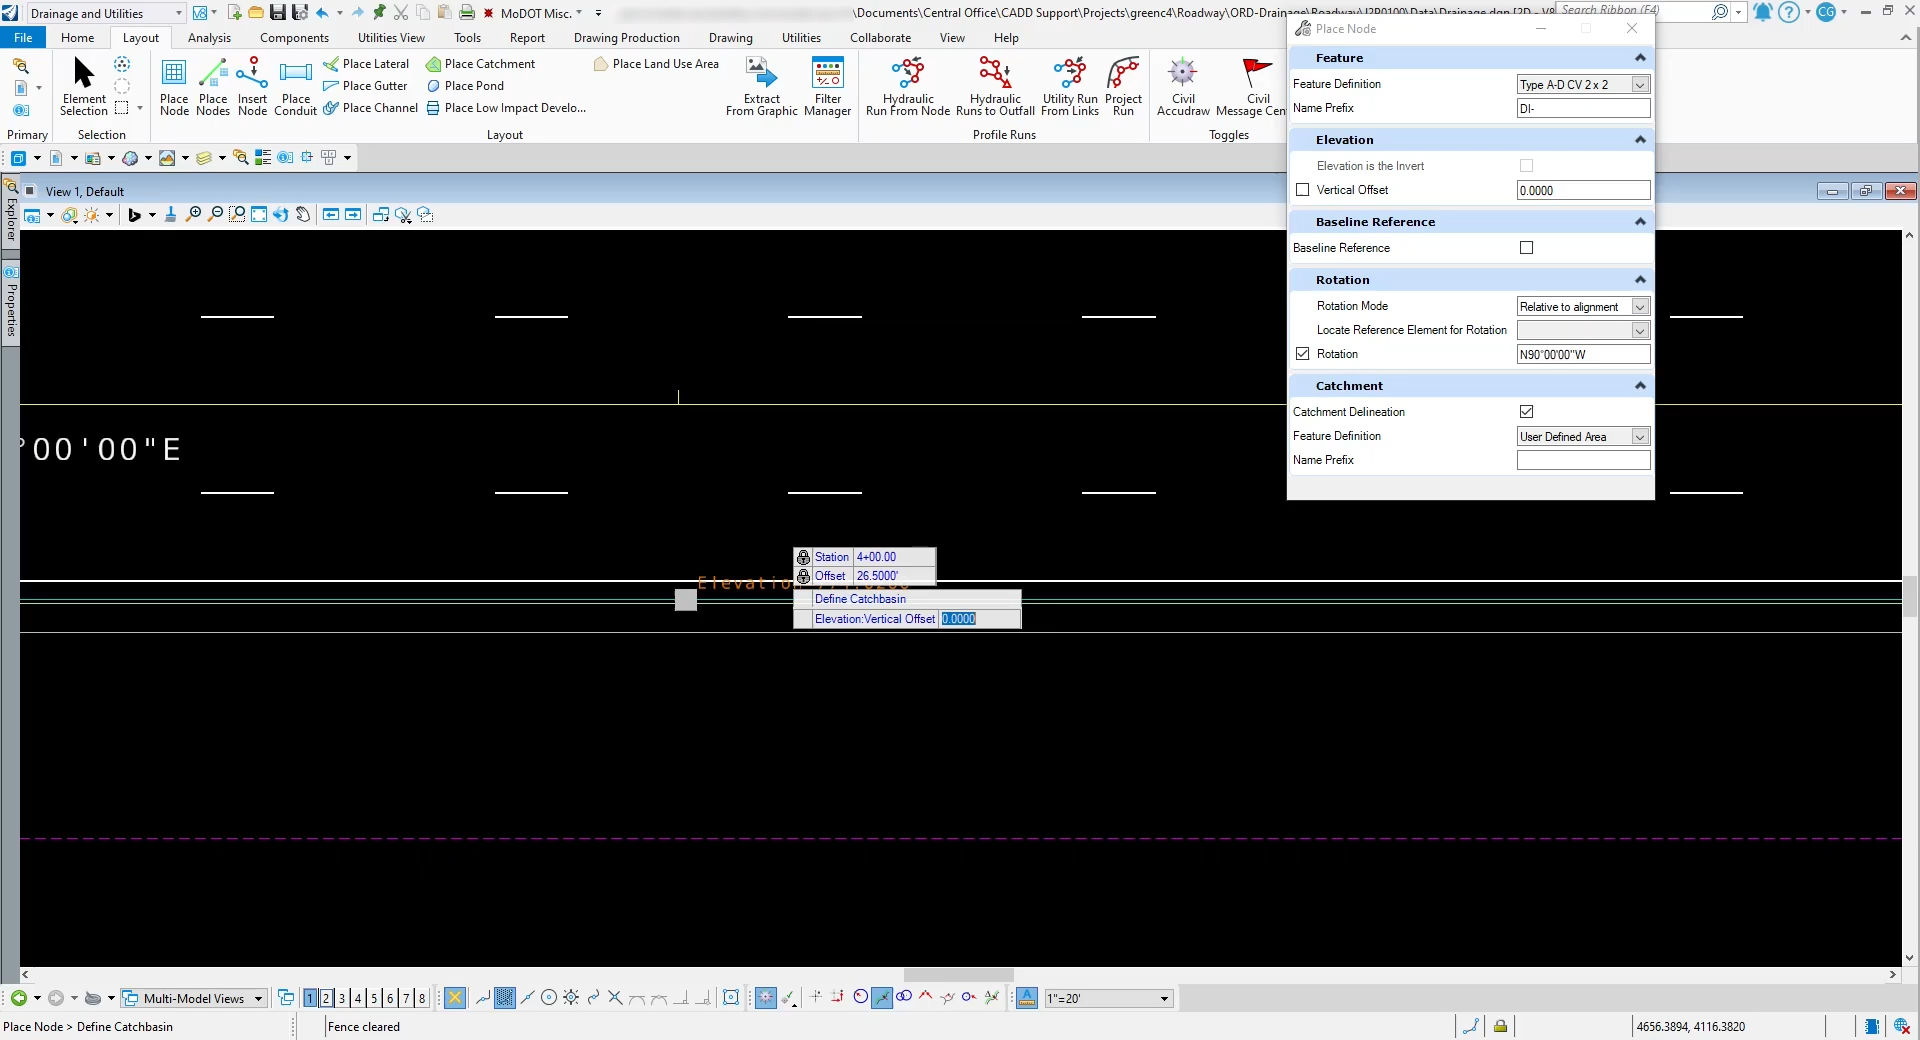 Drainage and Utilities
MoDOT Misc.
\Documents\Central Office\CADD Support\Projects\greenc4\Roadway\ORD-Drainage\Roadway\J2P0100\Data\Drainage.dgn [2D - V8
Search Ribbon (F4)
CG
File Home Layout Analysis Components Utilities View Tools Report Drawing Production Drawing Utilities Collaborate View Help
Element Selection
Place Node
Place Nodes
Insert Node
Place Conduit
Place Lateral
Place Gutter
Place Channel
Place Catchment
Place Pond
Place Low Impact Develo...
Place Land Use Area
Extract From Graphic
Filter Manager
Hydraulic Run From Node
Hydraulic Runs to Outfall
Utility Run From Links
Project Run
Civil Accudraw
Civil Message Cen
Primary Selection Layout Profile Runs Toggles
View 1, Default
Explorer
Properties
Place Node
Feature
Feature Definition Type A-D CV 2 x 2
Name Prefix DI-
Elevation
Elevation is the Invert
Vertical Offset 0.0000
Baseline Reference
Baseline Reference
Rotation
Rotation Mode Relative to alignment
Locate Reference Element for Rotation
Rotation N90°00'00"W
Catchment
Catchment Delineation
Feature Definition User Defined Area
Name Prefix
°00'00"E
Station 4+00.00
Offset 26.5000'
Elevation
Define Catchbasin
Elevation:Vertical Offset 0.0000
Multi-Model Views 1 2 3 4 5 6 7 8
1"=20'
Place Node > Define Catchbasin
Fence cleared
4656.3894, 4116.3820